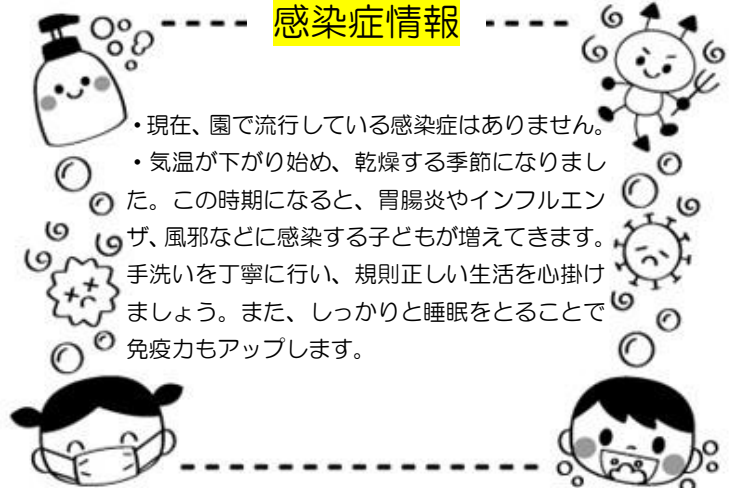 感染症情報
・現在、園で流行している感染症はありません。
・気温が下がり始め、乾燥する季節になりまし
た。この時期になると、胃腸炎やインフルエン
ザ、風邪などに感染する子どもが増えてきます。
手洗いを丁寧に行い、規則正しい生活を心掛け
ましょう。また、しっかりと睡眠をとることで
免疫力もアップします。